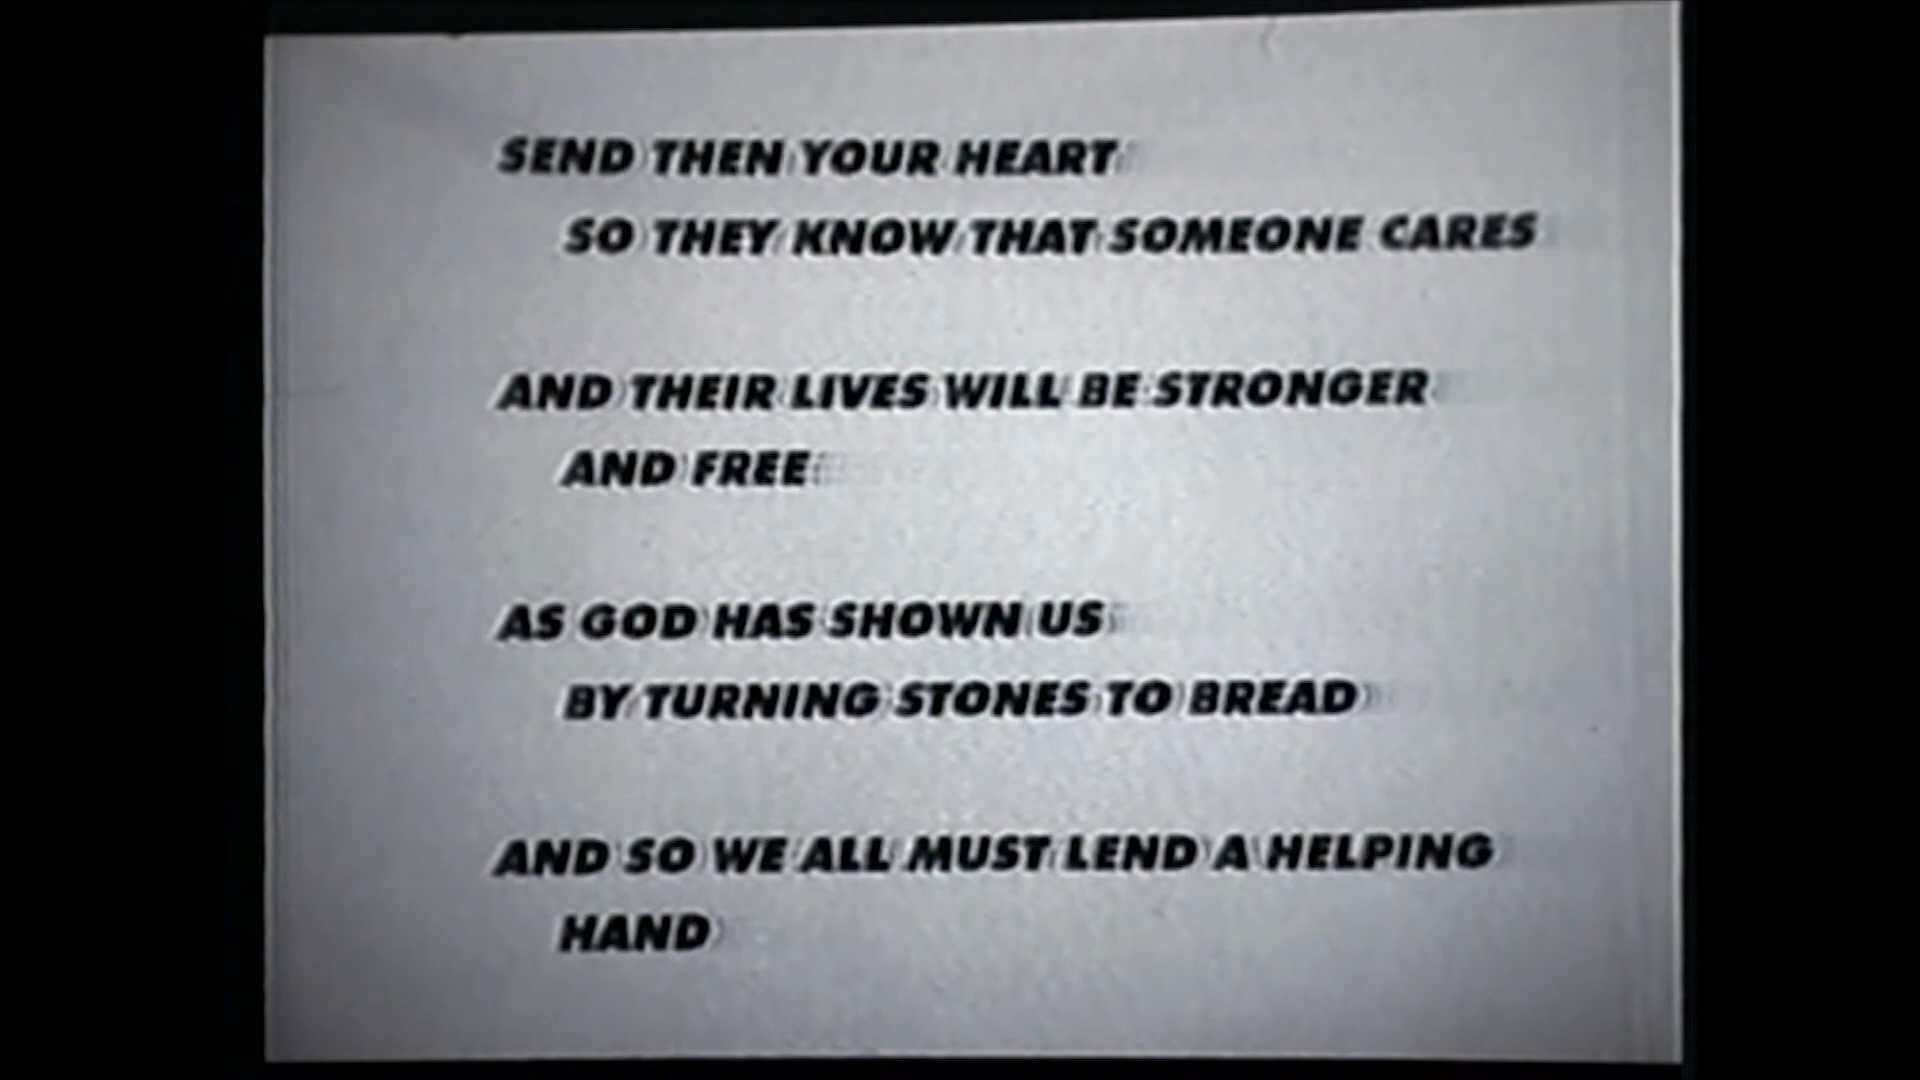 SEND THEN YOUR HEART
SO THEY KNOW THAT SOMEONE CARES
AND THEIR LIVES WILL BE STRONGER
AND FREE
AS GOD HAS SHOWN US
BY TURNING STONES TO BREAD
AND SO WE ALL MUST LEND A HELPING
HAND